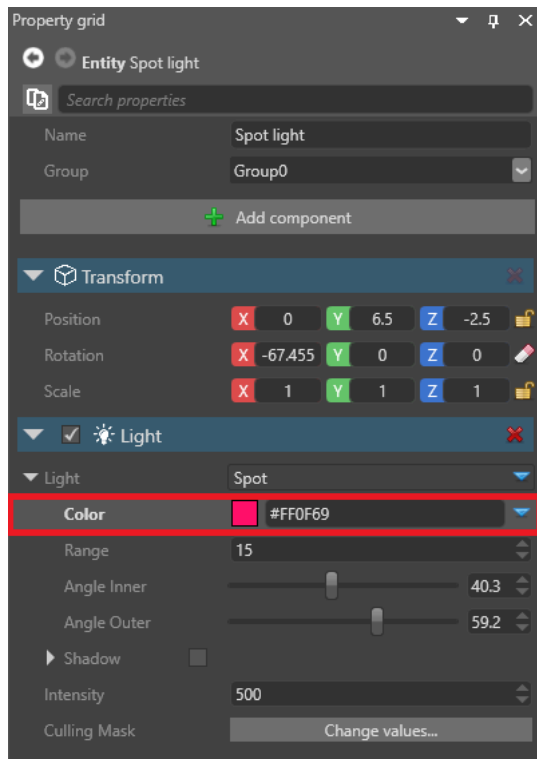 Property grid
Entity Spot light
Search properties
Name Spot light
Group Group0
Add component
Transform
Position X 0 Y 6.5 Z -2.5
Rotation X -67.455 Y 0 Z 0
Scale X 1 Y 1 Z 1
Light
Light Spot
Color #FF0F69
Range 15
Angle Inner 40.3
Angle Outer 59.2
Shadow
Intensity 500
Culling Mask Change values...